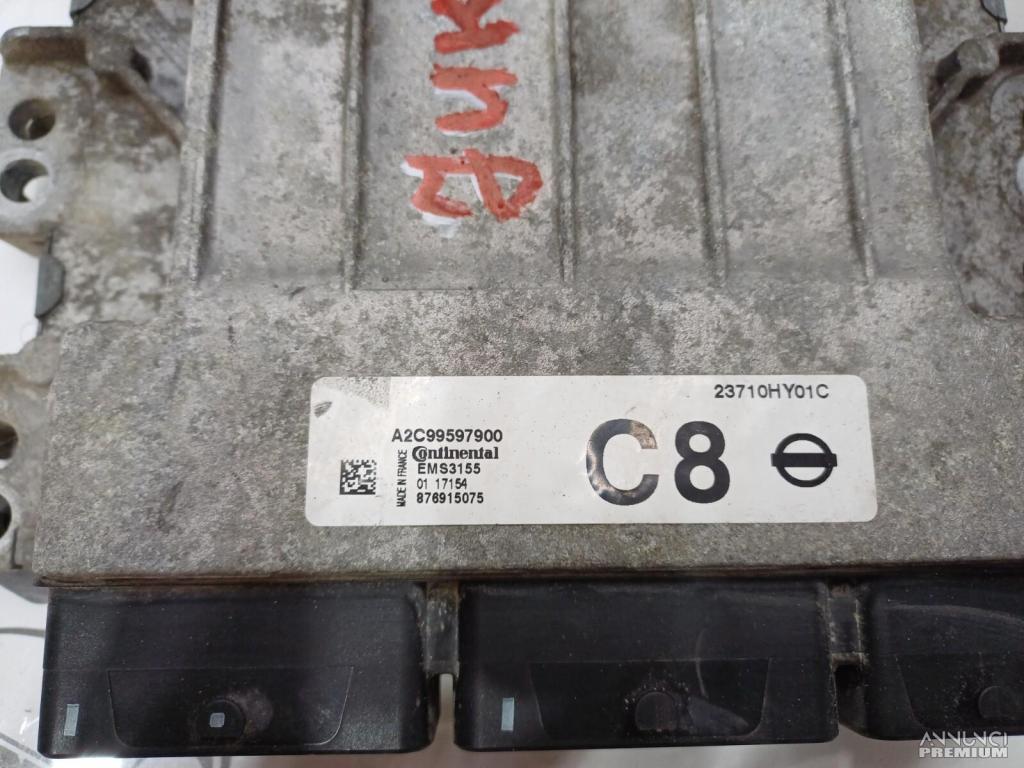 23710HY01C
A2C99597900
Continental
MADE IN FRANCE
EMS3155
01 17154
876915075
C8
ANNUNCI
PREMIUM